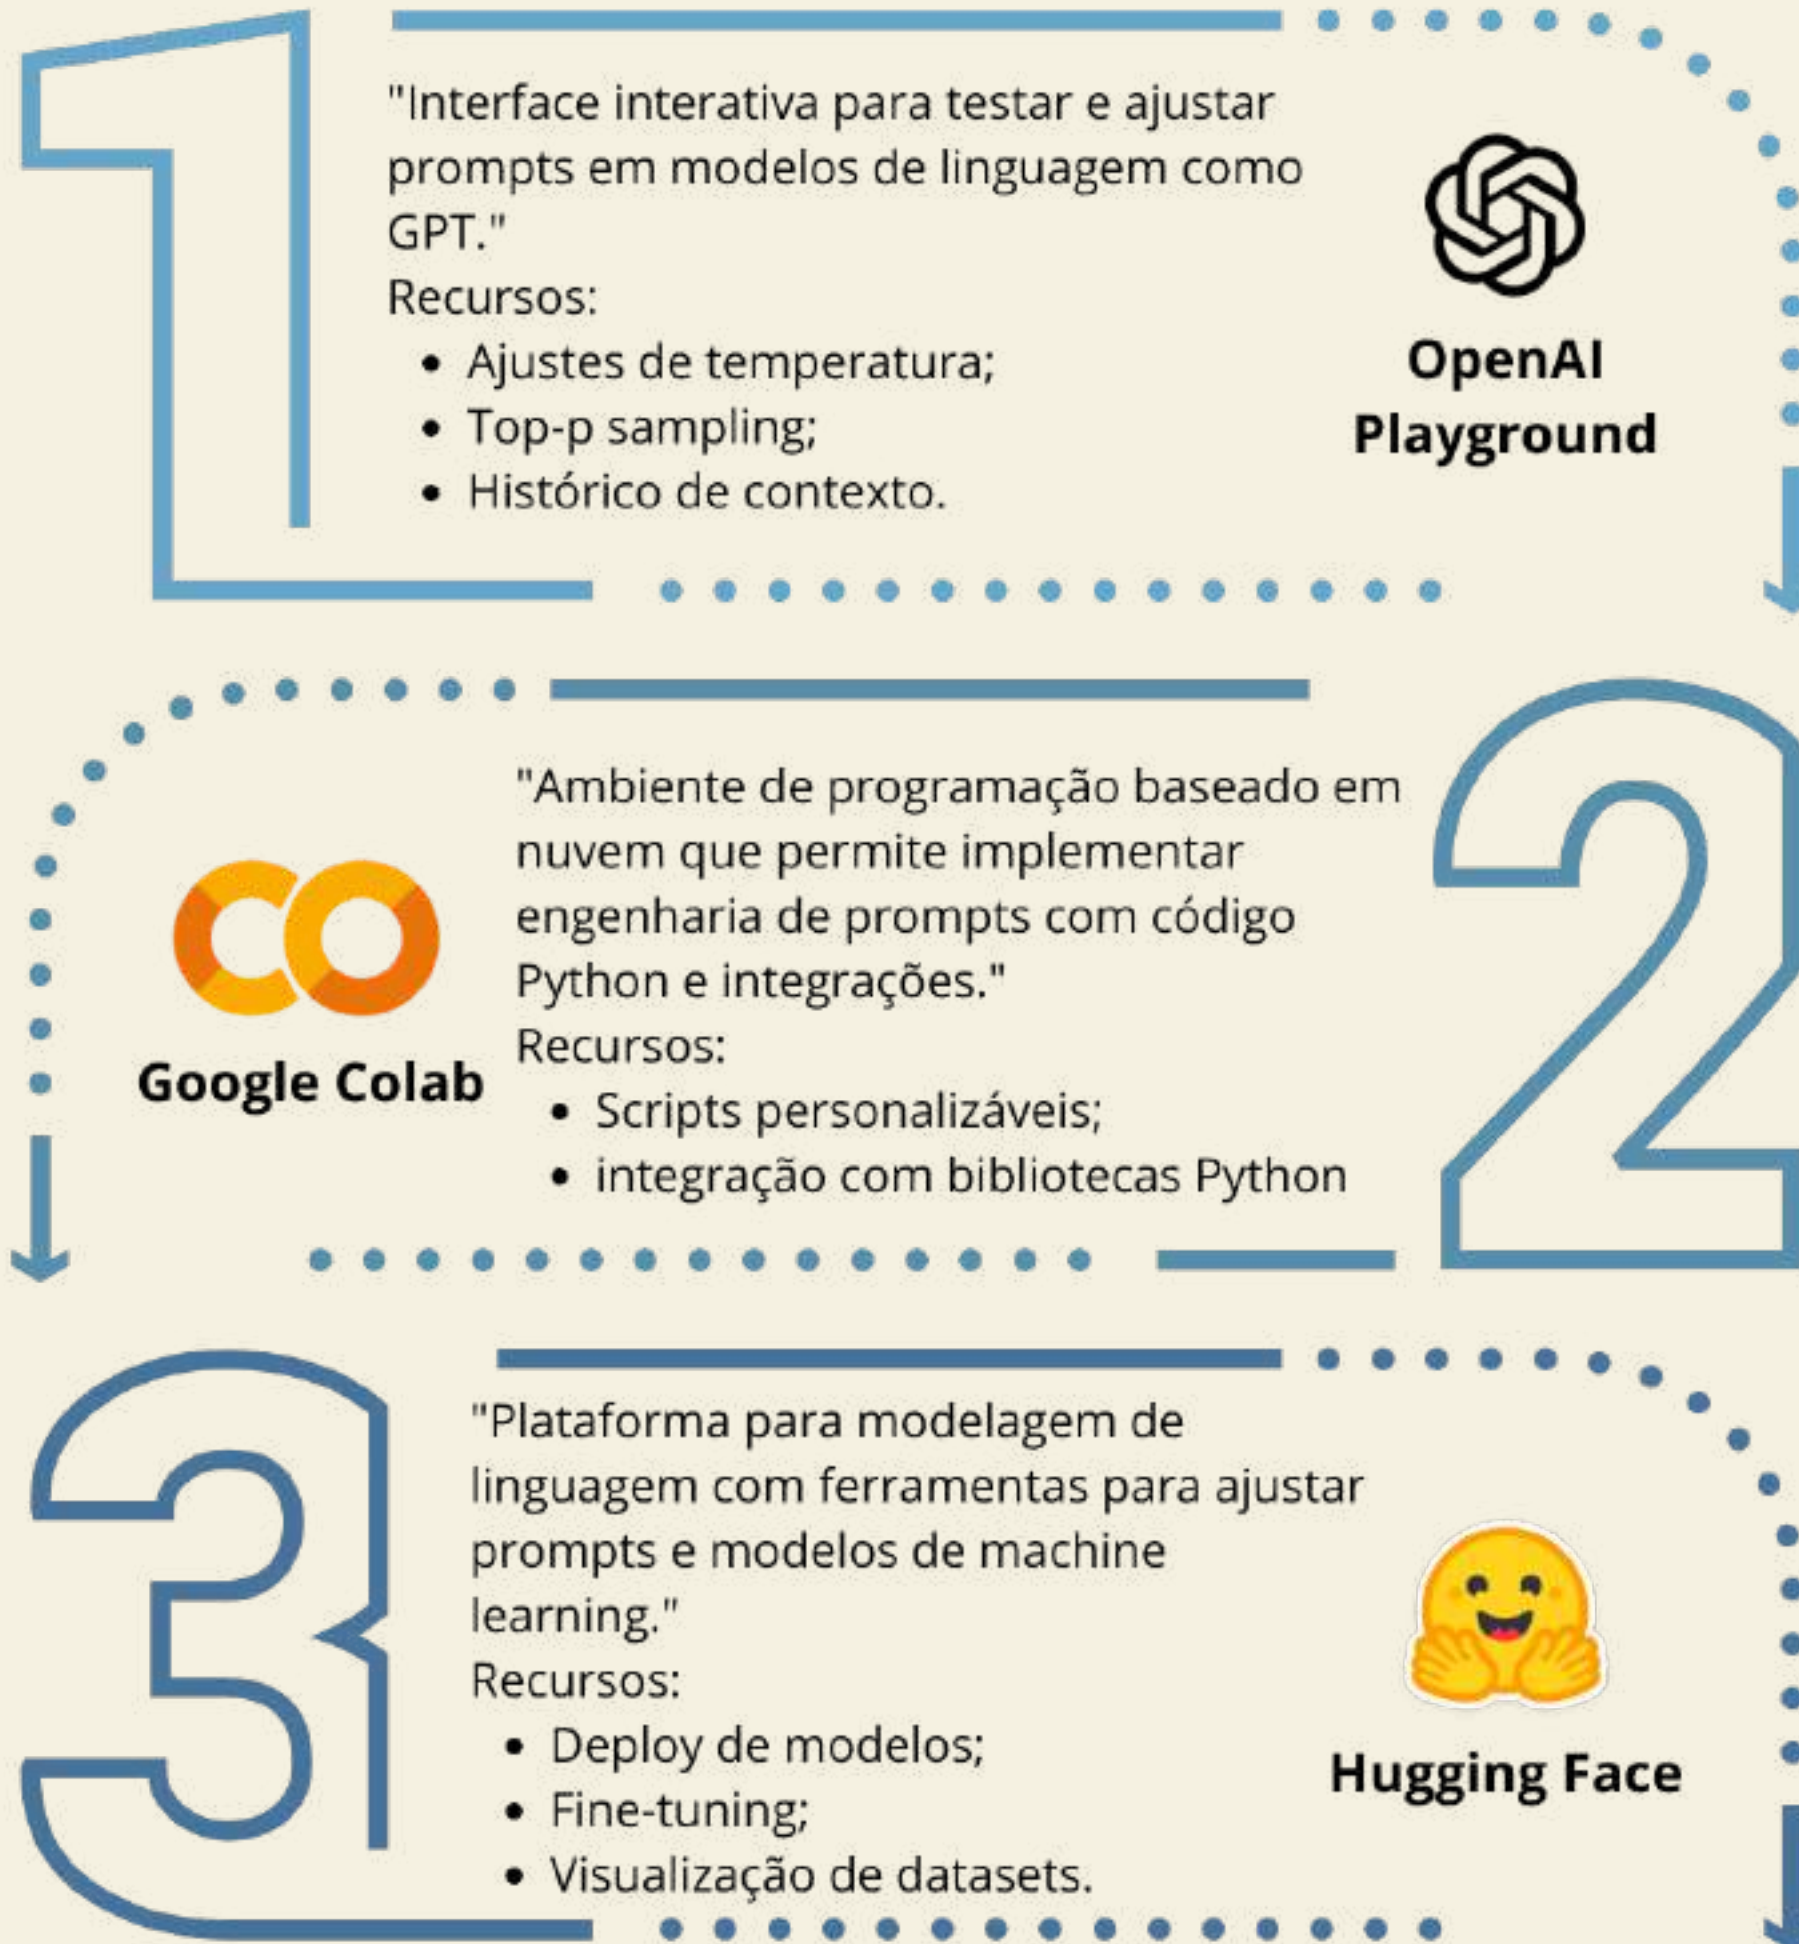 1
"Interface interativa para testar e ajustar
prompts em modelos de linguagem como
GPT."
Recursos:
• Ajustes de temperatura;
• Top-p sampling;
• Histórico de contexto.
OpenAI
Playground
2
"Ambiente de programação baseado em
nuvem que permite implementar
engenharia de prompts com código
Python e integrações."
Recursos:
• Scripts personalizáveis;
• integração com bibliotecas Python
Google Colab
3
"Plataforma para modelagem de
linguagem com ferramentas para ajustar
prompts e modelos de machine
learning."
Recursos:
• Deploy de modelos;
• Fine-tuning;
• Visualização de datasets.
Hugging Face